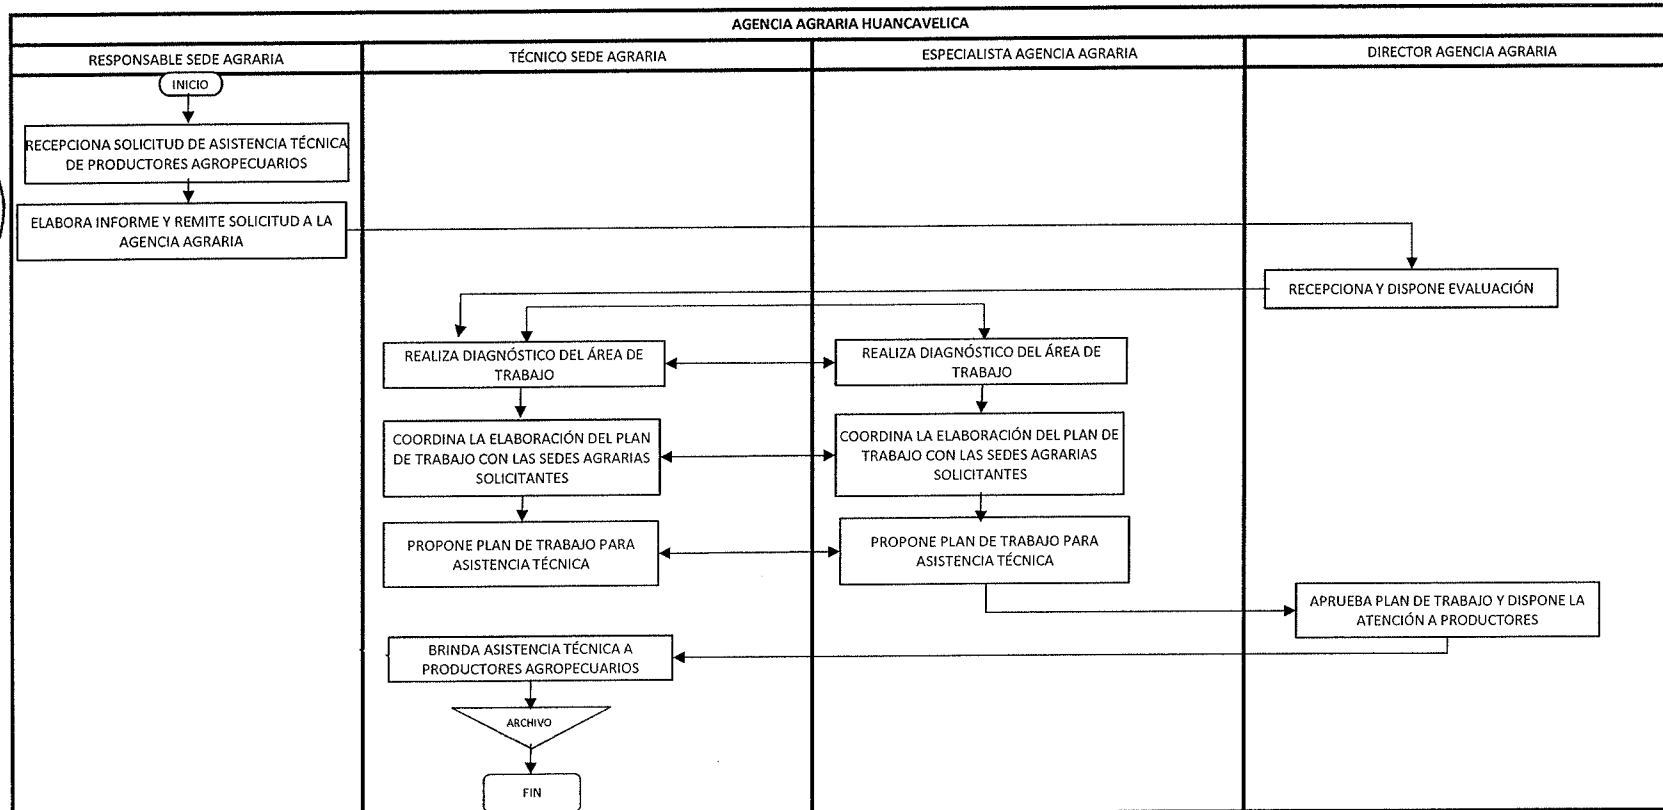 AGENCIA AGRARIA HUANCAVELICA
RESPONSABLE SEDE AGRARIA
TÉCNICO SEDE AGRARIA
ESPECIALISTA AGENCIA AGRARIA
DIRECTOR AGENCIA AGRARIA
INICIO
RECEPCIONA SOLICITUD DE ASISTENCIA TÉCNICA
DE PRODUCTORES AGROPECUARIOS
ELABORA INFORME Y REMITE SOLICITUD A LA
AGENCIA AGRARIA
RECEPCIONA Y DISPONE EVALUACIÓN
REALIZA DIAGNÓSTICO DEL ÁREA DE
TRABAJO
REALIZA DIAGNÓSTICO DEL ÁREA DE
TRABAJO
COORDINA LA ELABORACIÓN DEL PLAN
DE TRABAJO CON LAS SEDES AGRARIAS
SOLICITANTES
COORDINA LA ELABORACIÓN DEL PLAN DE
TRABAJO CON LAS SEDES AGRARIAS
SOLICITANTES
PROPONE PLAN DE TRABAJO PARA
ASISTENCIA TÉCNICA
PROPONE PLAN DE TRABAJO PARA
ASISTENCIA TÉCNICA
APRUEBA PLAN DE TRABAJO Y DISPONE LA
ATENCIÓN A PRODUCTORES
BRINDA ASISTENCIA TÉCNICA A
PRODUCTORES AGROPECUARIOS
ARCHIVO
FIN